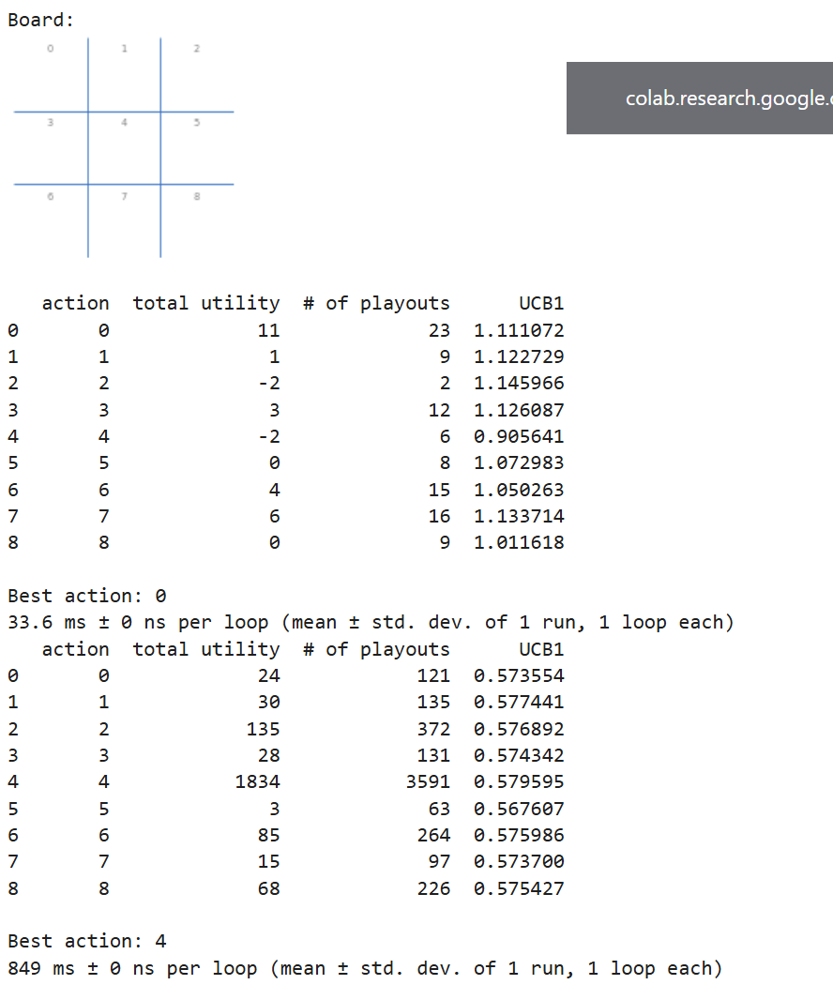 Board:
0 1 2
colab.research.google.
3 4 5
6 7 8
action total utility # of playouts UCB1
0 0 11 23 1.111072
1 1 1 9 1.122729
2 2 -2 2 1.145966
3 3 3 12 1.126087
4 4 -2 6 0.905641
5 5 0 8 1.072983
6 6 4 15 1.050263
7 7 6 16 1.133714
8 8 0 9 1.011618
Best action: 0
33.6 ms ± 0 ns per loop (mean ± std. dev. of 1 run, 1 loop each)
action total utility # of playouts UCB1
0 0 24 121 0.573554
1 1 30 135 0.577441
2 2 135 372 0.576892
3 3 28 131 0.574342
4 4 1834 3591 0.579595
5 5 3 63 0.567607
6 6 85 264 0.575986
7 7 15 97 0.573700
8 8 68 226 0.575427
Best action: 4
849 ms ± 0 ns per loop (mean ± std. dev. of 1 run, 1 loop each)